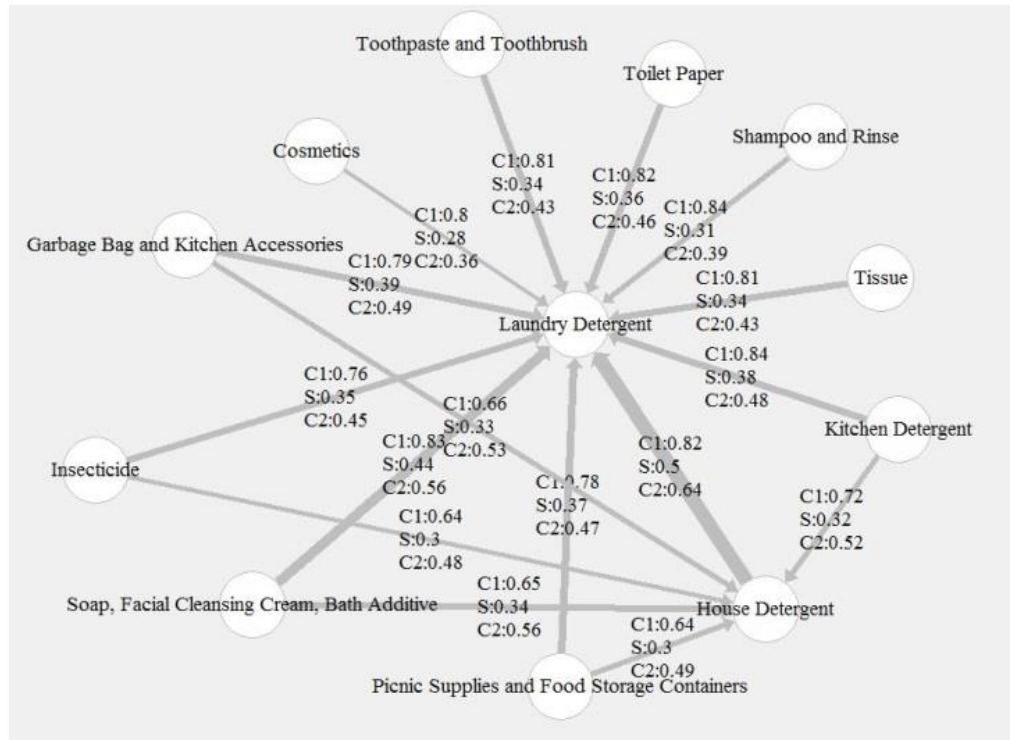 Toothpaste and Toothbrush
Toilet Paper
Shampoo and Rinse
Cosmetics
C1:0.81
S:0.34
C2:0.43
C1:0.82
S:0.36
C2:0.46
C1:0.84
S:0.31
C2:0.39
C1:0.8
S:0.28
C2:0.36
Garbage Bag and Kitchen Accessories
C1:0.79
S:0.39
C2:0.49
C1:0.81
S:0.34
C2:0.43
Tissue
Laundry Detergent
C1:0.84
S:0.38
C2:0.48
C1:0.76
S:0.35
C2:0.45
C1:0.66
S:0.33
C2:0.53
Kitchen Detergent
C1:0.83
S:0.44
C2:0.56
C1:0.82
S:0.5
C2:0.64
Insecticide
C1:0.78
S:0.37
C2:0.47
C1:0.72
S:0.32
C2:0.52
C1:0.64
S:0.3
C2:0.48
Soap, Facial Cleansing Cream, Bath Additive
C1:0.65
S:0.34
C2:0.56
House Detergent
C1:0.64
S:0.3
C2:0.49
Picnic Supplies and Food Storage Containers